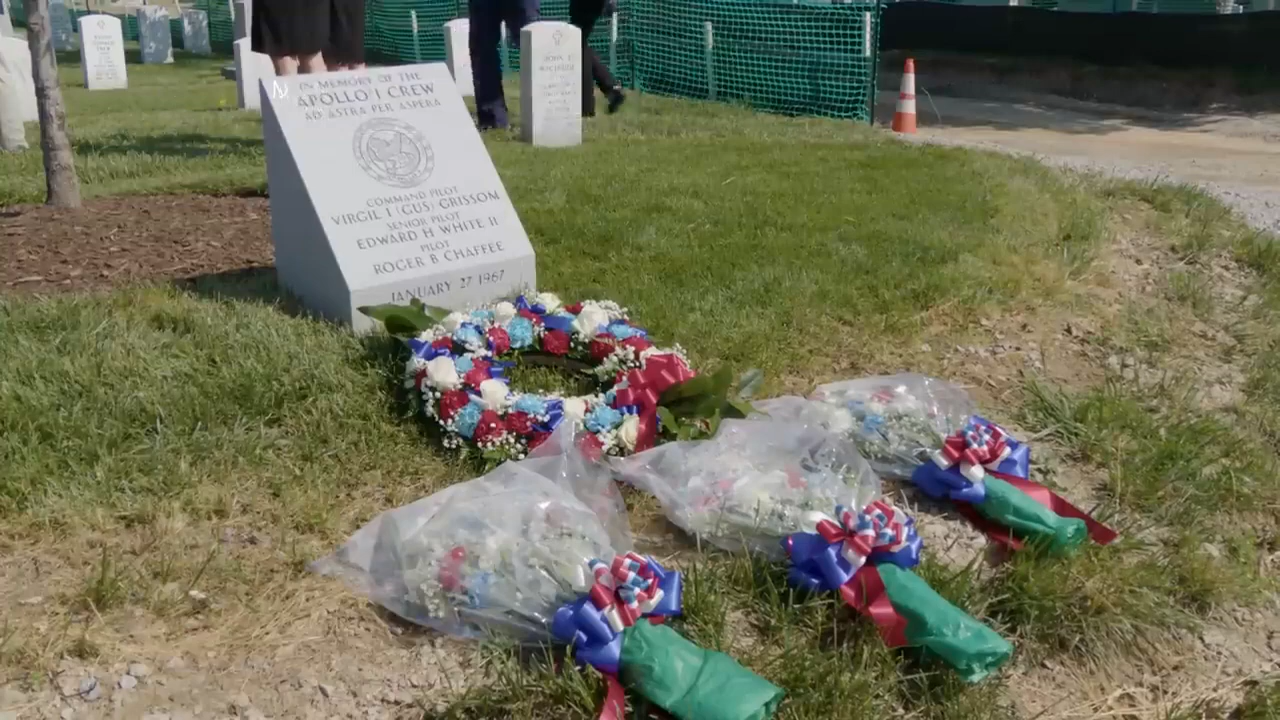 IN MEMORY OF THE
APOLLO 1 CREW
AD ASTRA PER ASPERA
COMMAND PILOT
VIRGIL I (GUS) GRISSOM
SENIOR PILOT
EDWARD H WHITE II
PILOT
ROGER B CHAFFEE
JANUARY 27 1967